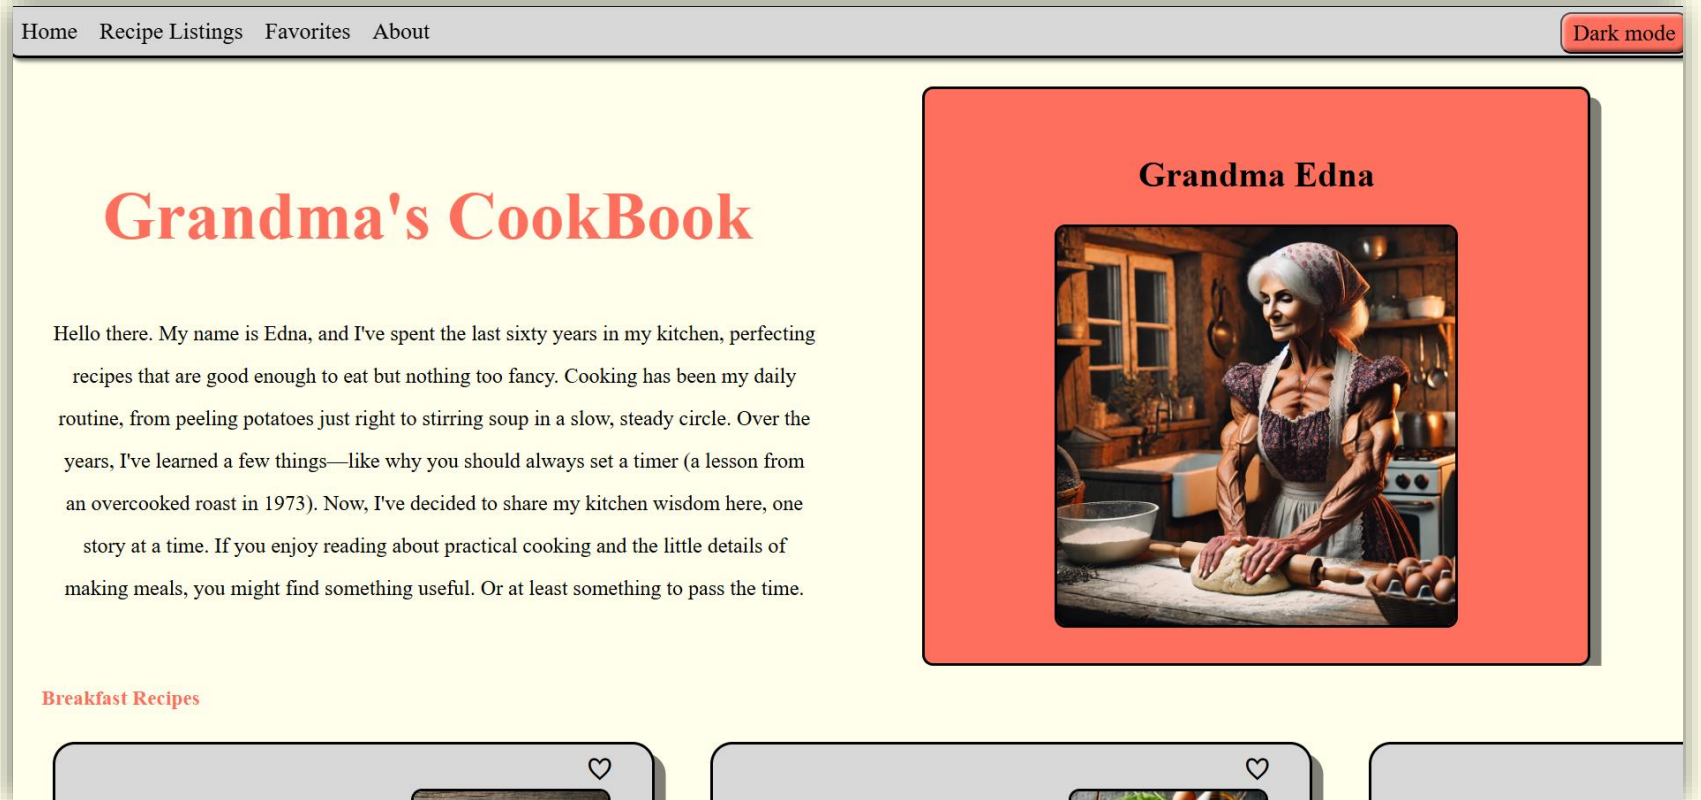 Home Recipe Listings Favorites About Dark mode
Grandma's CookBook
Hello there. My name is Edna, and I've spent the last sixty years in my kitchen, perfecting
recipes that are good enough to eat but nothing too fancy. Cooking has been my daily
routine, from peeling potatoes just right to stirring soup in a slow, steady circle. Over the
years, I've learned a few things—like why you should always set a timer (a lesson from
an overcooked roast in 1973). Now, I've decided to share my kitchen wisdom here, one
story at a time. If you enjoy reading about practical cooking and the little details of
making meals, you might find something useful. Or at least something to pass the time.
Grandma Edna
Breakfast Recipes